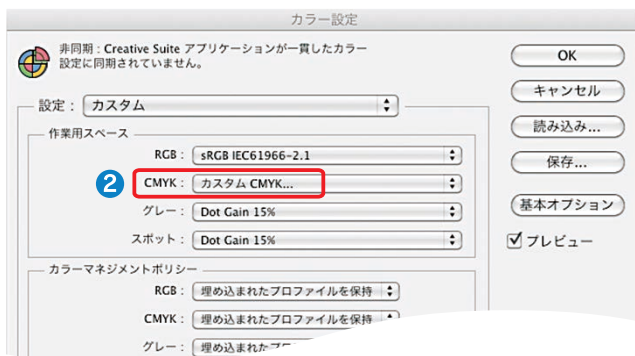 カラー設定
非同期 : Creative Suite アプリケーションが一貫したカラー
設定に同期されていません。
OK
キャンセル
読み込み...
保存...
基本オプション
プレビュー
設定 : カスタム
作業用スペース
RGB : sRGB IEC61966-2.1
2 CMYK : カスタム CMYK...
グレー : Dot Gain 15%
スポット : Dot Gain 15%
カラーマネジメントポリシー
RGB : 埋め込まれたプロファイルを保持
CMYK : 埋め込まれたプロファイルを保持
グレー : 埋め込まれた